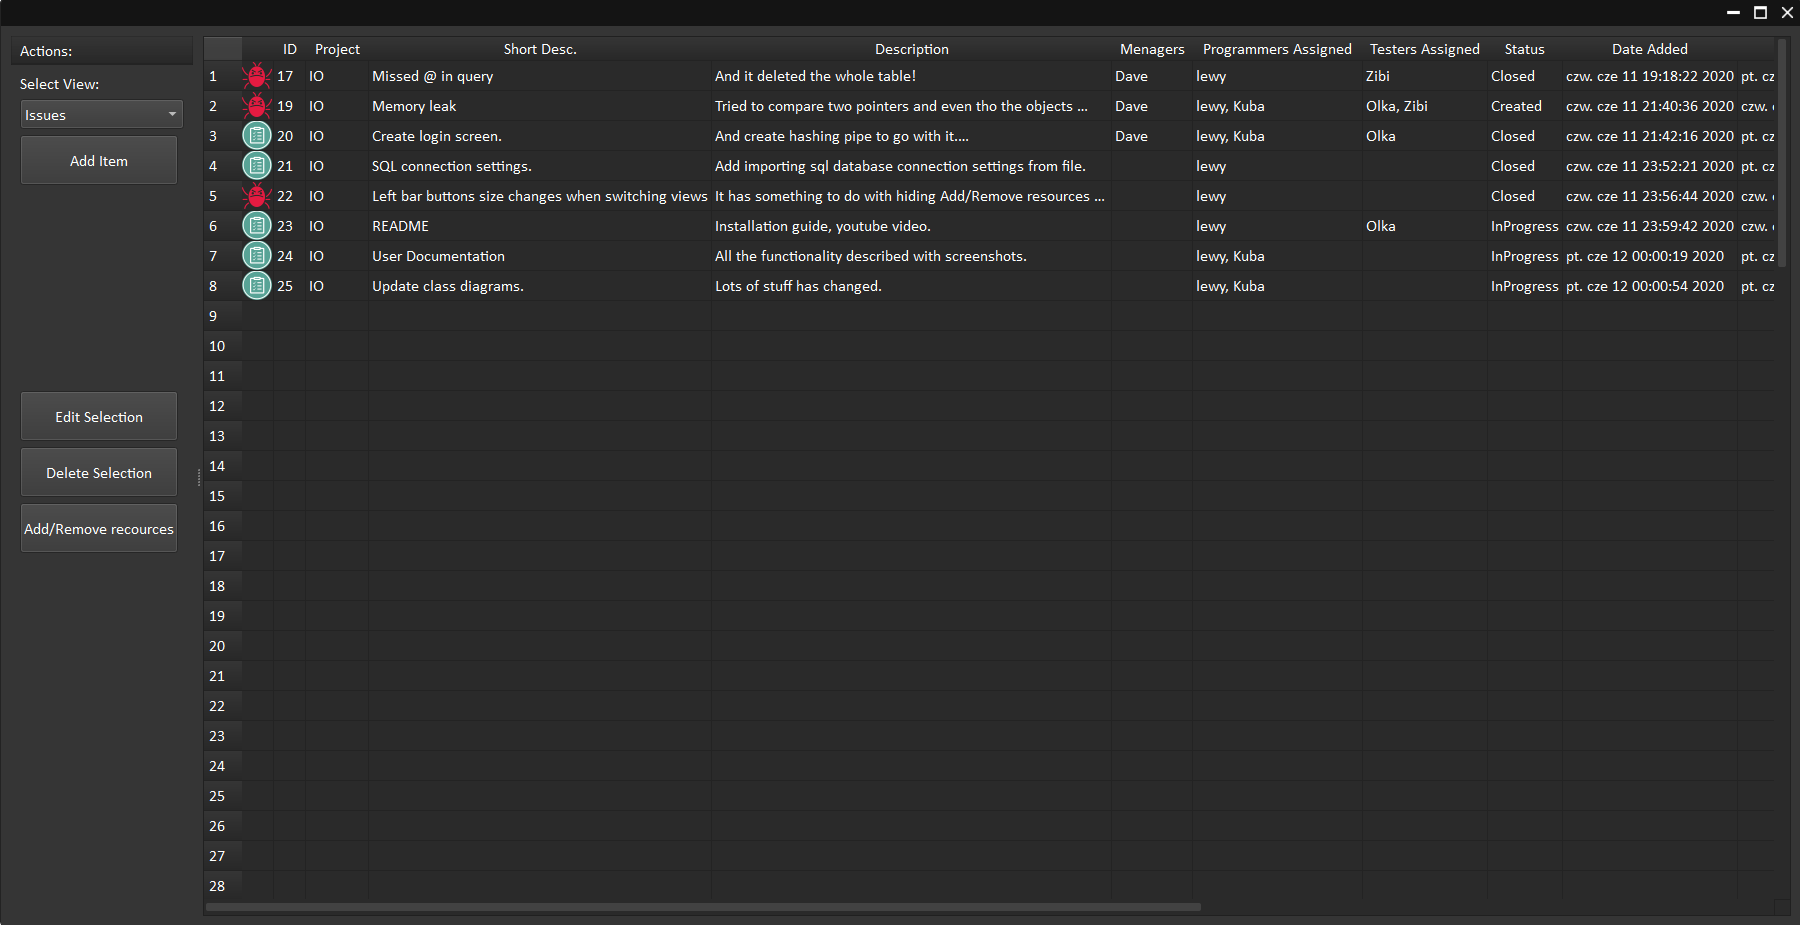 Actions:
Select View:
Issues
Add Item
Edit Selection
Delete Selection
Add/Remove recources
ID Project Short Desc. Description Menagers Programmers Assigned Testers Assigned Status Date Added
1 17 IO Missed @ in query And it deleted the whole table! Dave lewy Zibi Closed czw. cze 11 19:18:22 2020 pt. cz
2 19 IO Memory leak Tried to compare two pointers and even tho the objects ... Dave lewy, Kuba Olka, Zibi Created czw. cze 11 21:40:36 2020 czw.
3 20 IO Create login screen. And create hashing pipe to go with it.... Dave lewy, Kuba Olka Closed czw. cze 11 21:42:16 2020 pt. cz
4 21 IO SQL connection settings. Add importing sql database connection settings from file. lewy Closed czw. cze 11 23:52:21 2020 pt. cz
5 22 IO Left bar buttons size changes when switching views It has something to do with hiding Add/Remove resources ... lewy Closed czw. cze 11 23:56:44 2020 czw.
6 23 IO README Installation guide, youtube video. lewy Olka InProgress czw. cze 11 23:59:42 2020 czw.
7 24 IO User Documentation All the functionality described with screenshots. lewy, Kuba InProgress pt. cze 12 00:00:19 2020 pt. cz
8 25 IO Update class diagrams. Lots of stuff has changed. lewy, Kuba InProgress pt. cze 12 00:00:54 2020 pt. cz
9
10
11
12
13
14
15
16
17
18
19
20
21
22
23
24
25
26
27
28